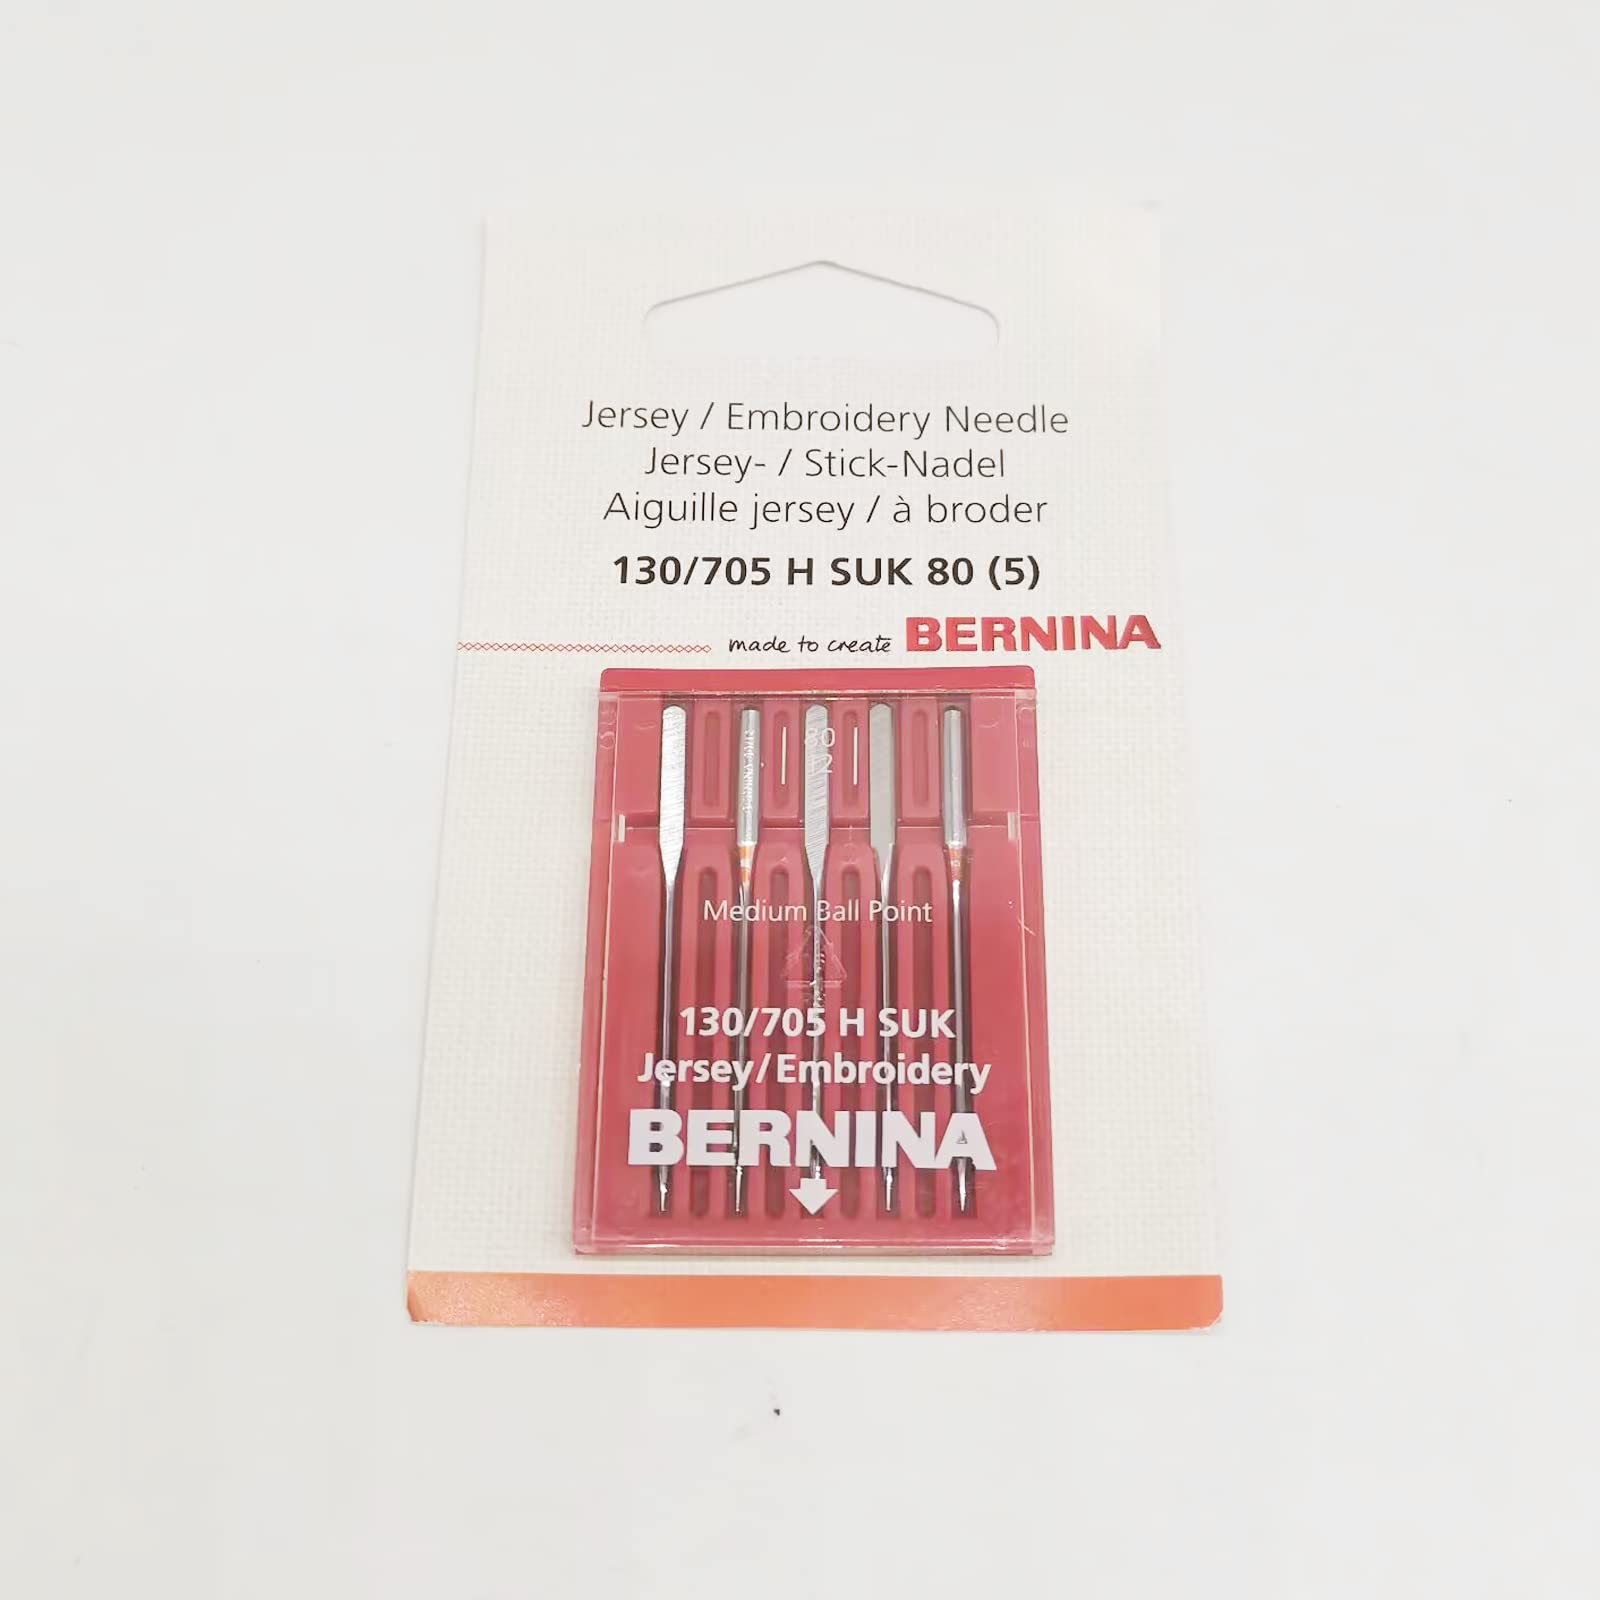 Jersey / Embroidery Needle
Jersey- / Stick-Nadel
Aiguille jersey / à broder
130/705 H SUK 80 (5)
made to create BERNINA
80
12
Medium Ball Point
130/705 H SUK
Jersey/Embroidery
BERNINA